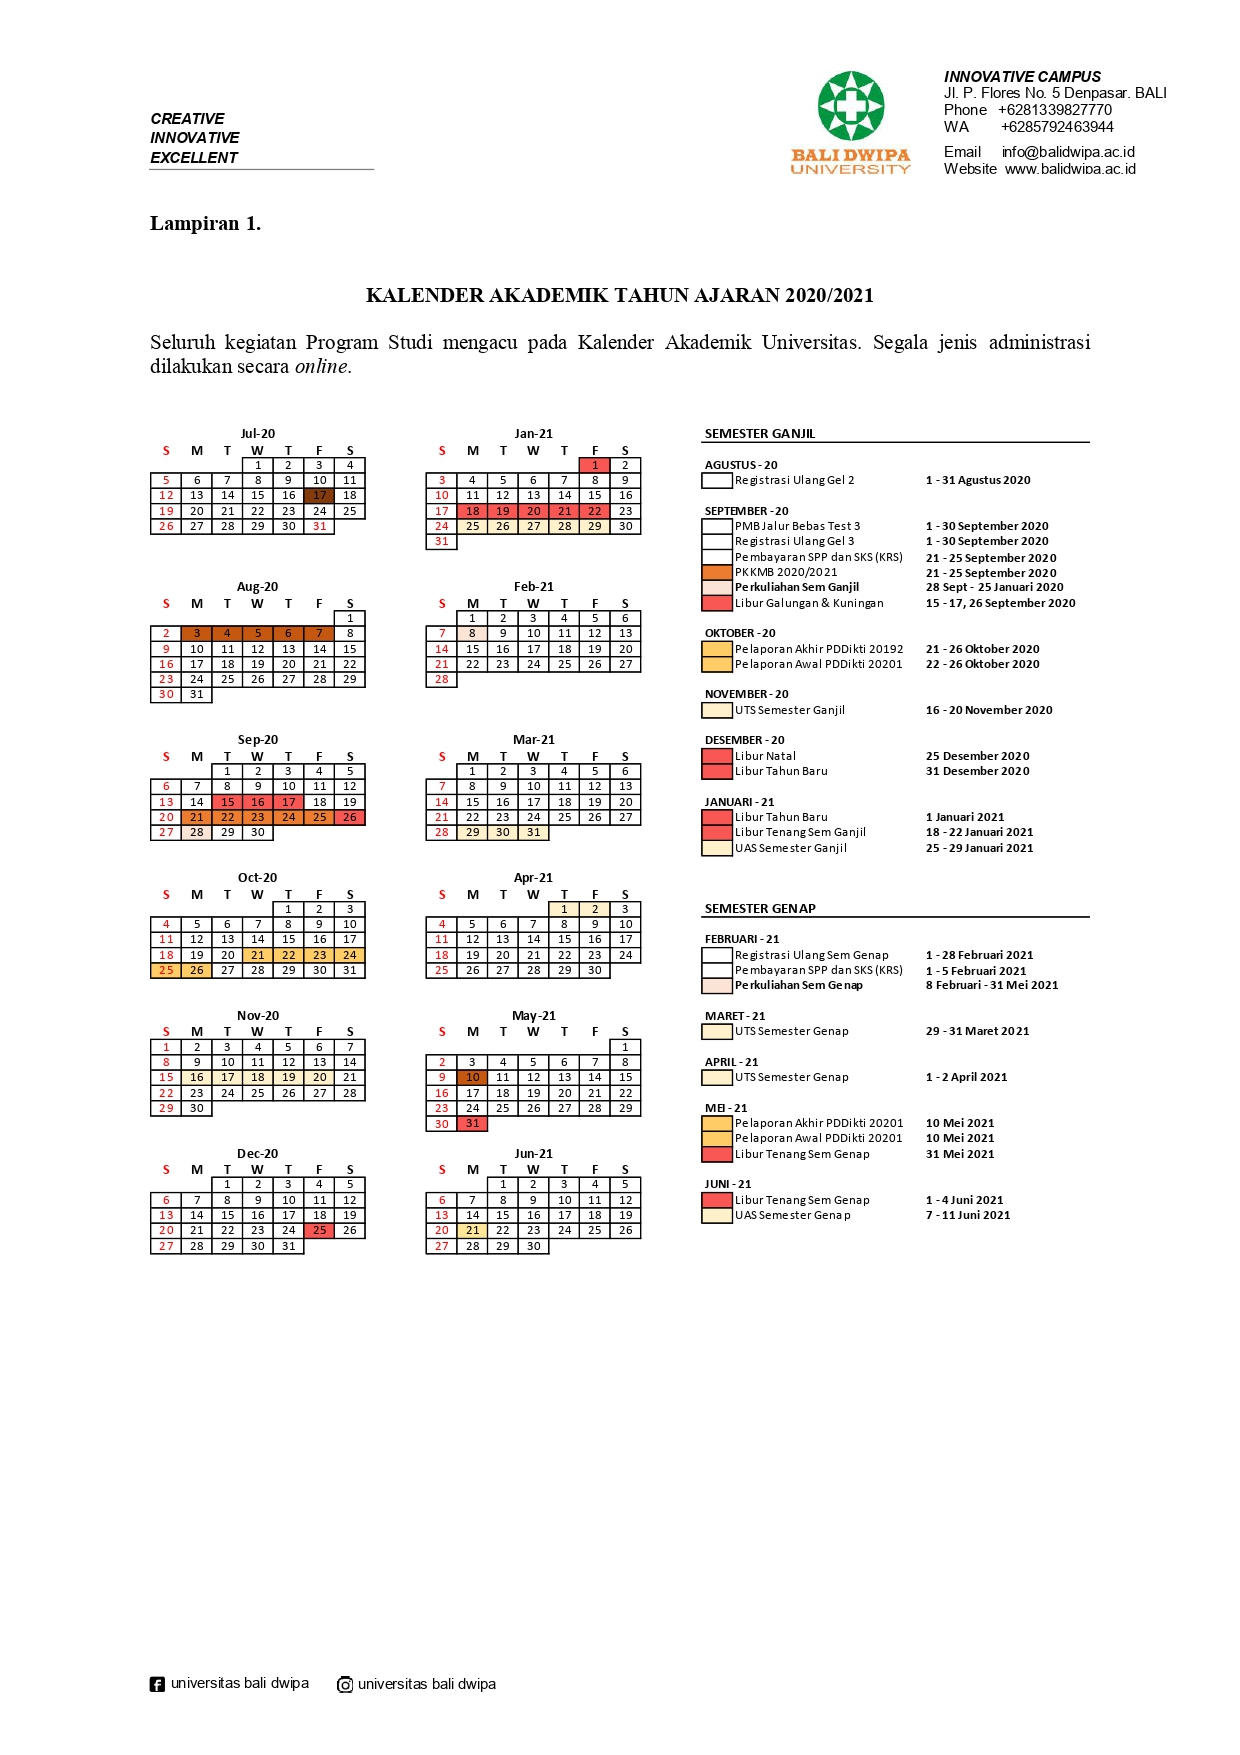 CREATIVE
INNOVATIVE
EXCELLENT
BALI DWIPA
UNIVERSITY
INNOVATIVE CAMPUS
Jl. P. Flores No. 5 Denpasar. BALI
Phone +6281339827770
WA +6285792463944
Email info@balidwipa.ac.id
Website www.balidwipa.ac.id
Lampiran 1.
KALENDER AKADEMIK TAHUN AJARAN 2020/2021
Seluruh kegiatan Program Studi mengacu pada Kalender Akademik Universitas. Segala jenis administrasi
dilakukan secara online.
Jul-20
S M T W T F S
1 2 3 4
5 6 7 8 9 10 11
12 13 14 15 16 17 18
19 20 21 22 23 24 25
26 27 28 29 30 31
Aug-20
S M T W T F S
1
2 3 4 5 6 7 8
9 10 11 12 13 14 15
16 17 18 19 20 21 22
23 24 25 26 27 28 29
30 31
Sep-20
S M T W T F S
1 2 3 4 5
6 7 8 9 10 11 12
13 14 15 16 17 18 19
20 21 22 23 24 25 26
27 28 29 30
Oct-20
S M T W T F S
1 2 3
4 5 6 7 8 9 10
11 12 13 14 15 16 17
18 19 20 21 22 23 24
25 26 27 28 29 30 31
Nov-20
S M T W T F S
1 2 3 4 5 6 7
8 9 10 11 12 13 14
15 16 17 18 19 20 21
22 23 24 25 26 27 28
29 30
Dec-20
S M T W T F S
1 2 3 4 5
6 7 8 9 10 11 12
13 14 15 16 17 18 19
20 21 22 23 24 25 26
27 28 29 30 31
Jan-21
S M T W T F S
1 2
3 4 5 6 7 8 9
10 11 12 13 14 15 16
17 18 19 20 21 22 23
24 25 26 27 28 29 30
31
Feb-21
S M T W T F S
1 2 3 4 5 6
7 8 9 10 11 12 13
14 15 16 17 18 19 20
21 22 23 24 25 26 27
28
Mar-21
S M T W T F S
1 2 3 4 5 6
7 8 9 10 11 12 13
14 15 16 17 18 19 20
21 22 23 24 25 26 27
28 29 30 31
Apr-21
S M T W T F S
1 2 3
4 5 6 7 8 9 10
11 12 13 14 15 16 17
18 19 20 21 22 23 24
25 26 27 28 29 30
May-21
S M T W T F S
1
2 3 4 5 6 7 8
9 10 11 12 13 14 15
16 17 18 19 20 21 22
23 24 25 26 27 28 29
30 31
Jun-21
S M T W T F S
1 2 3 4 5
6 7 8 9 10 11 12
13 14 15 16 17 18 19
20 21 22 23 24 25 26
27 28 29 30
SEMESTER GANJIL
AGUSTUS - 20
Registrasi Ulang Gel 2 1 - 31 Agustus 2020
SEPTEMBER - 20
PMB Jalur Bebas Test 3 1 - 30 September 2020
Registrasi Ulang Gel 3 1 - 30 September 2020
Pembayaran SPP dan SKS (KRS) 21 - 25 September 2020
PKKMB 2020/2021 21 - 25 September 2020
Perkuliahan Sem Ganjil 28 Sept - 25 Januari 2020
Libur Galungan & Kuningan 15 - 17, 26 September 2020
OKTOBER - 20
Pelaporan Akhir PDDikti 20192 21 - 26 Oktober 2020
Pelaporan Awal PDDikti 20201 22 - 26 Oktober 2020
NOVEMBER - 20
UTS Semester Ganjil 16 - 20 November 2020
DESEMBER - 20
Libur Natal 25 Desember 2020
Libur Tahun Baru 31 Desember 2020
JANUARI - 21
Libur Tahun Baru 1 Januari 2021
Libur Tenang Sem Ganjil 18 - 22 Januari 2021
UAS Semester Ganjil 25 - 29 Januari 2021
SEMESTER GENAP
FEBRUARI - 21
Registrasi Ulang Sem Genap 1 - 28 Februari 2021
Pembayaran SPP dan SKS (KRS) 1 - 5 Februari 2021
Perkuliahan Sem Genap 8 Februari - 31 Mei 2021
MARET - 21
UTS Semester Genap 29 - 31 Maret 2021
APRIL - 21
UTS Semester Genap 1 - 2 April 2021
MEI - 21
Pelaporan Akhir PDDikti 20201 10 Mei 2021
Pelaporan Awal PDDikti 20201 10 Mei 2021
Libur Tenang Sem Genap 31 Mei 2021
JUNI - 21
Libur Tenang Sem Genap 1 - 4 Juni 2021
UAS Semester Genap 7 - 11 Juni 2021
universitas bali dwipa universitas bali dwipa